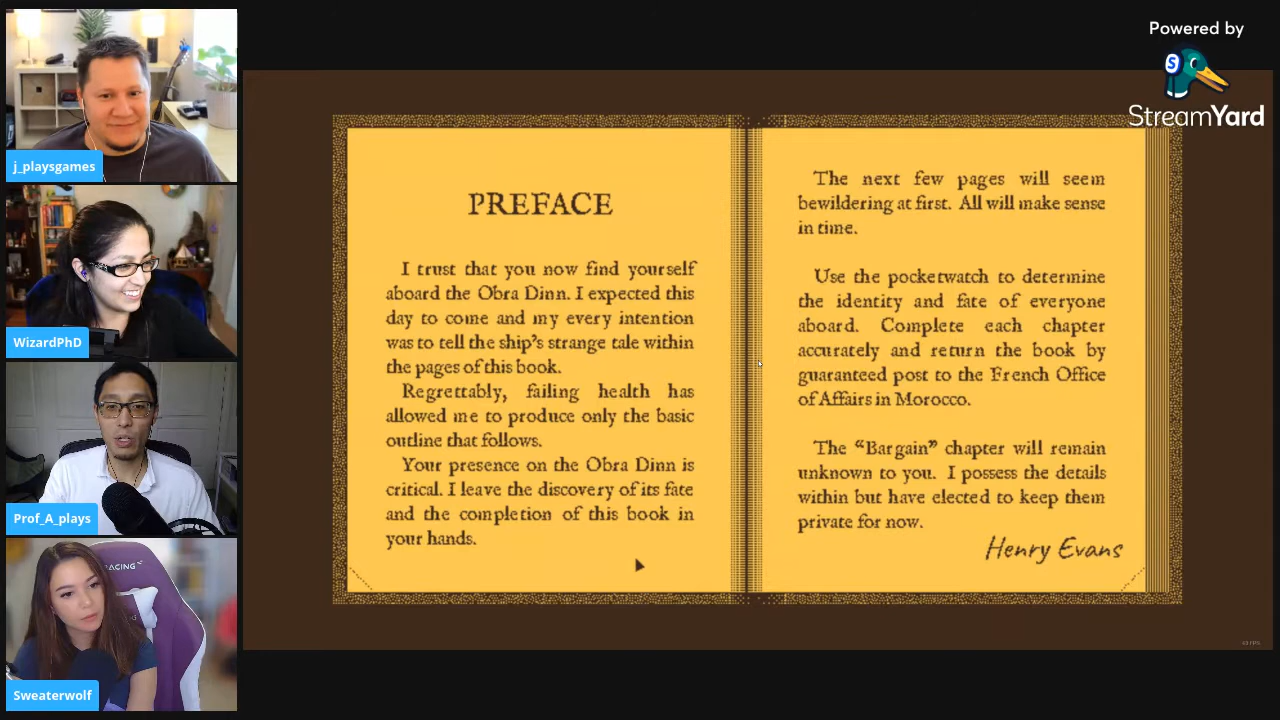 Powered by
StreamYard
j_playsgames
WizardPhD
Prof_A_plays
Sweaterwolf
PREFACE
I trust that you now find yourself
aboard the Obra Dinn. I expected this
day to come and my every intention
was to tell the ship's strange tale within
the pages of this book.
Regrettably, failing health has
allowed me to produce only the basic
outline that follows.
Your presence on the Obra Dinn is
critical. I leave the discovery of its fate
and the completion of this book in
your hands.
The next few pages will seem
bewildering at first. All will make sense
in time.
Use the pocketwatch to determine
the identity and fate of everyone
aboard. Complete each chapter
accurately and return the book by
guaranteed post to the French Office
of Affairs in Morocco.
The “Bargain” chapter will remain
unknown to you. I possess the details
within but have elected to keep them
private for now.
Henry Evans